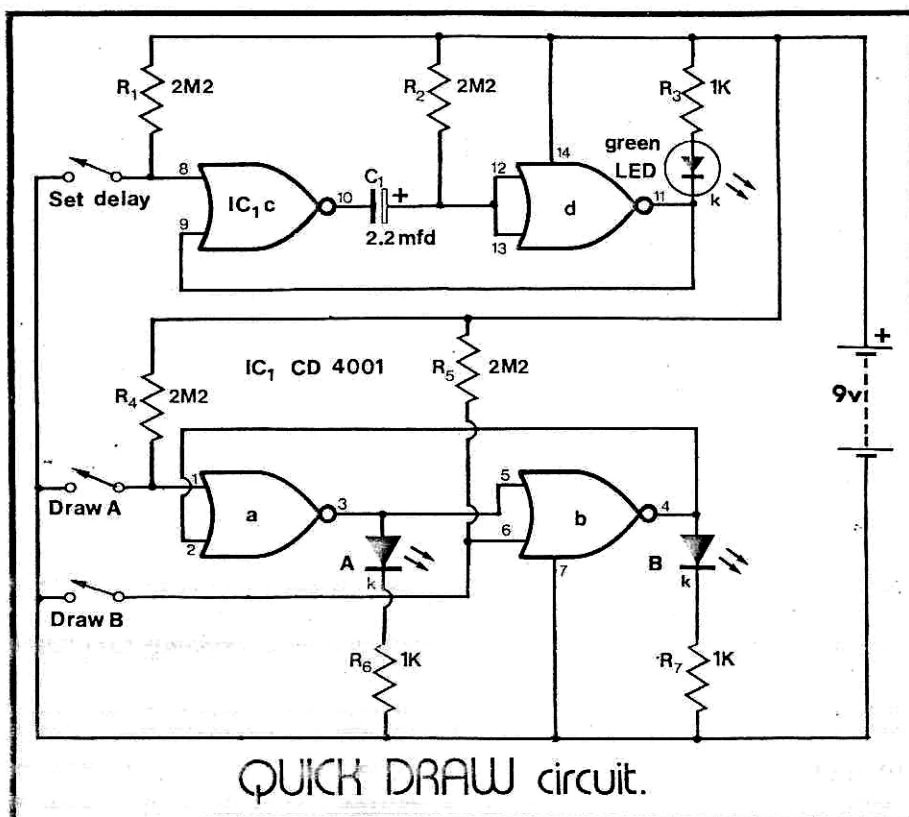 R1 2M2
R2 2M2
R3 1K
green LED
Set delay
8
9
IC1 c
10
C1
+
2.2 mfd
12
13
14
d
11
k
IC1 CD 4001
R4 2M2
R5 2M2
+
9v
Draw A
1
2
a
3
A
k
5
6
7
b
4
B
k
Draw B
R6 1K
R7 1K
QUICK DRAW circuit.